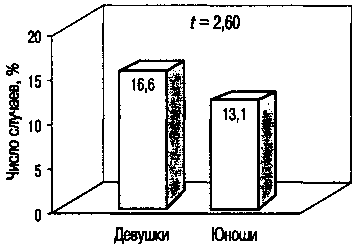 t = 2,60
Число случаев, %
20
15
10
5
0
16,6
13,1
Девушки
Юноши